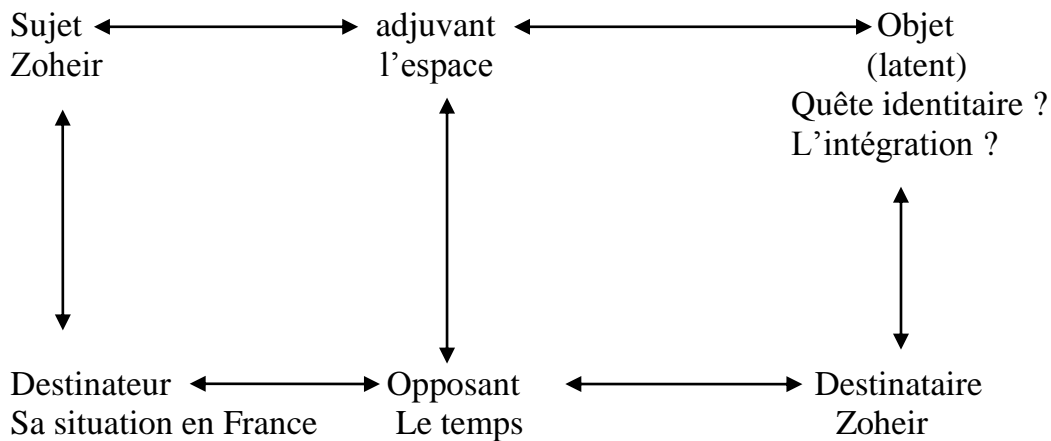 Sujet adjuvant Objet
Zoheir l’espace (latent)
Quête identitaire ?
L’intégration ?
Destinateur Opposant Destinataire
Sa situation en France Le temps Zoheir